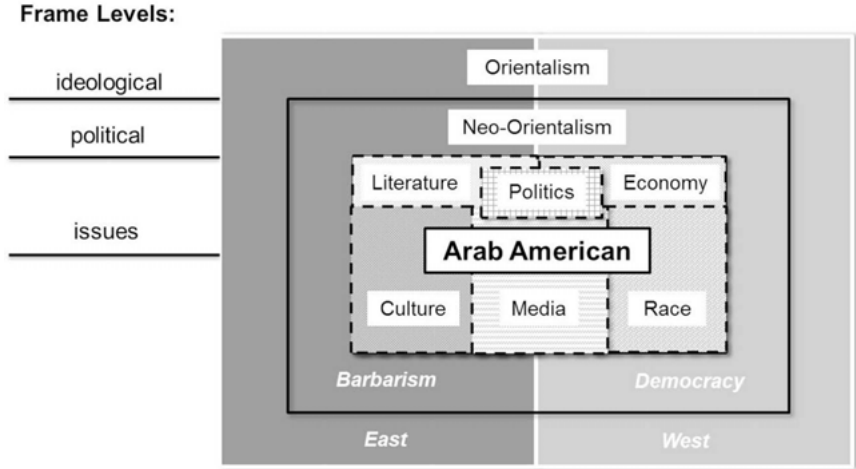 Frame Levels:
ideological
political
issues
Orientalism
Neo-Orientalism
Literature
Politics
Economy
Arab American
Culture
Media
Race
Barbarism
Democracy
East
West